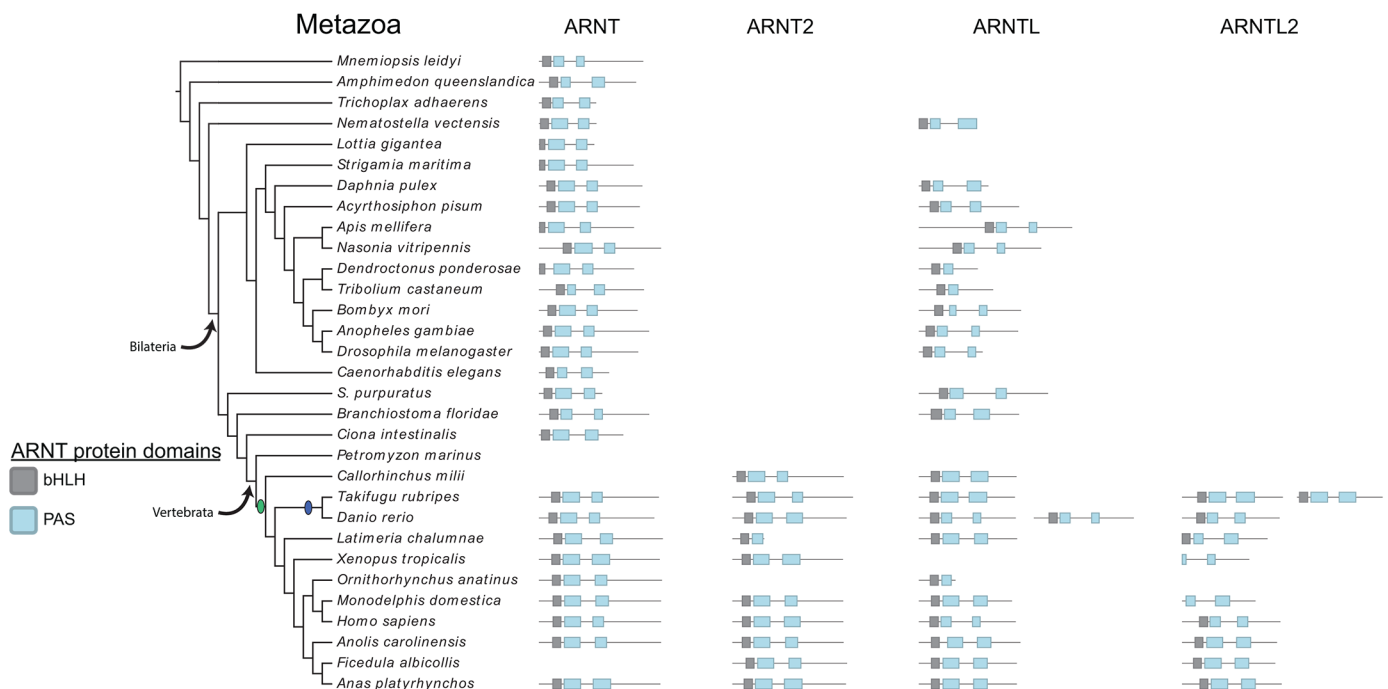 Metazoa
ARNT
ARNT2
ARNTL
ARNTL2
Mnemiopsis leidyi
Amphimedon queenslandica
Trichoplax adhaerens
Nematostella vectensis
Lottia gigantea
Strigamia maritima
Daphnia pulex
Acyrthosiphon pisum
Apis mellifera
Nasonia vitripennis
Dendroctonus ponderosae
Tribolium castaneum
Bombyx mori
Anopheles gambiae
Drosophila melanogaster
Caenorhabditis elegans
S. purpuratus
Branchiostoma floridae
Ciona intestinalis
Petromyzon marinus
Callorhinchus milii
Takifugu rubripes
Danio rerio
Latimeria chalumnae
Xenopus tropicalis
Ornithorhynchus anatinus
Monodelphis domestica
Homo sapiens
Anolis carolinensis
Ficedula albicollis
Anas platyrhynchos
Bilateria
Vertebrata
ARNT protein domains
bHLH
PAS